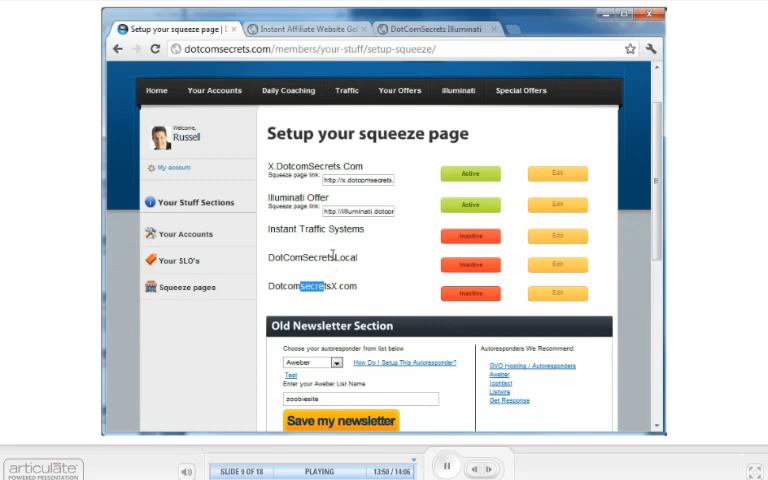 Setup your squeeze page | D
Instant Affiliate Website Ge
DotComSecrets Illuminati
dotcomsecrets.com/members/your-stuff/setup-squeeze/
Home
Your Accounts
Daily Coaching
Traffic
Your Offers
illuminati
Special Offers
Welcome,
Russell
My account
Your Stuff Sections
Your Accounts
Your SLO's
Squeeze pages
Setup your squeeze page
X.DotcomSecrets.Com
Squeeze page link: http://x.dotcomsecrets.
Active
Edit
Illuminati Offer
Squeeze page link: http://illuminati.dotcor
Active
Edit
Instant Traffic Systems
Inactive
Edit
DotComSecretsLocal
Inactive
Edit
DotcomsecretsX.com
Inactive
Edit
Old Newsletter Section
Choose your autoresponder from list below
Aweber
How Do I Setup This Autoresponder?
Test
Enter your Aweber List Name
zoobiesite
Save my newsletter
Autoresponders We Recommend:
GVO Hosting / Autoresponders
Aweber
Icontact
Listwire
Get Response
articulate
POWERED PRESENTATION
SLIDE 9 OF 18
PLAYING
13:50 / 14:06